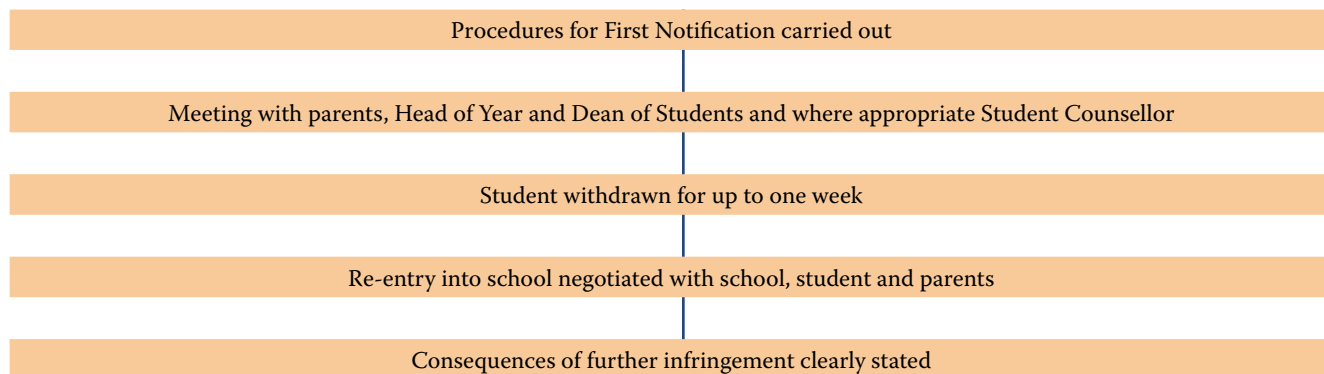 Procedures for First Notification carried out
Meeting with parents, Head of Year and Dean of Students and where appropriate Student Counsellor
Student withdrawn for up to one week
Re-entry into school negotiated with school, student and parents
Consequences of further infringement clearly stated